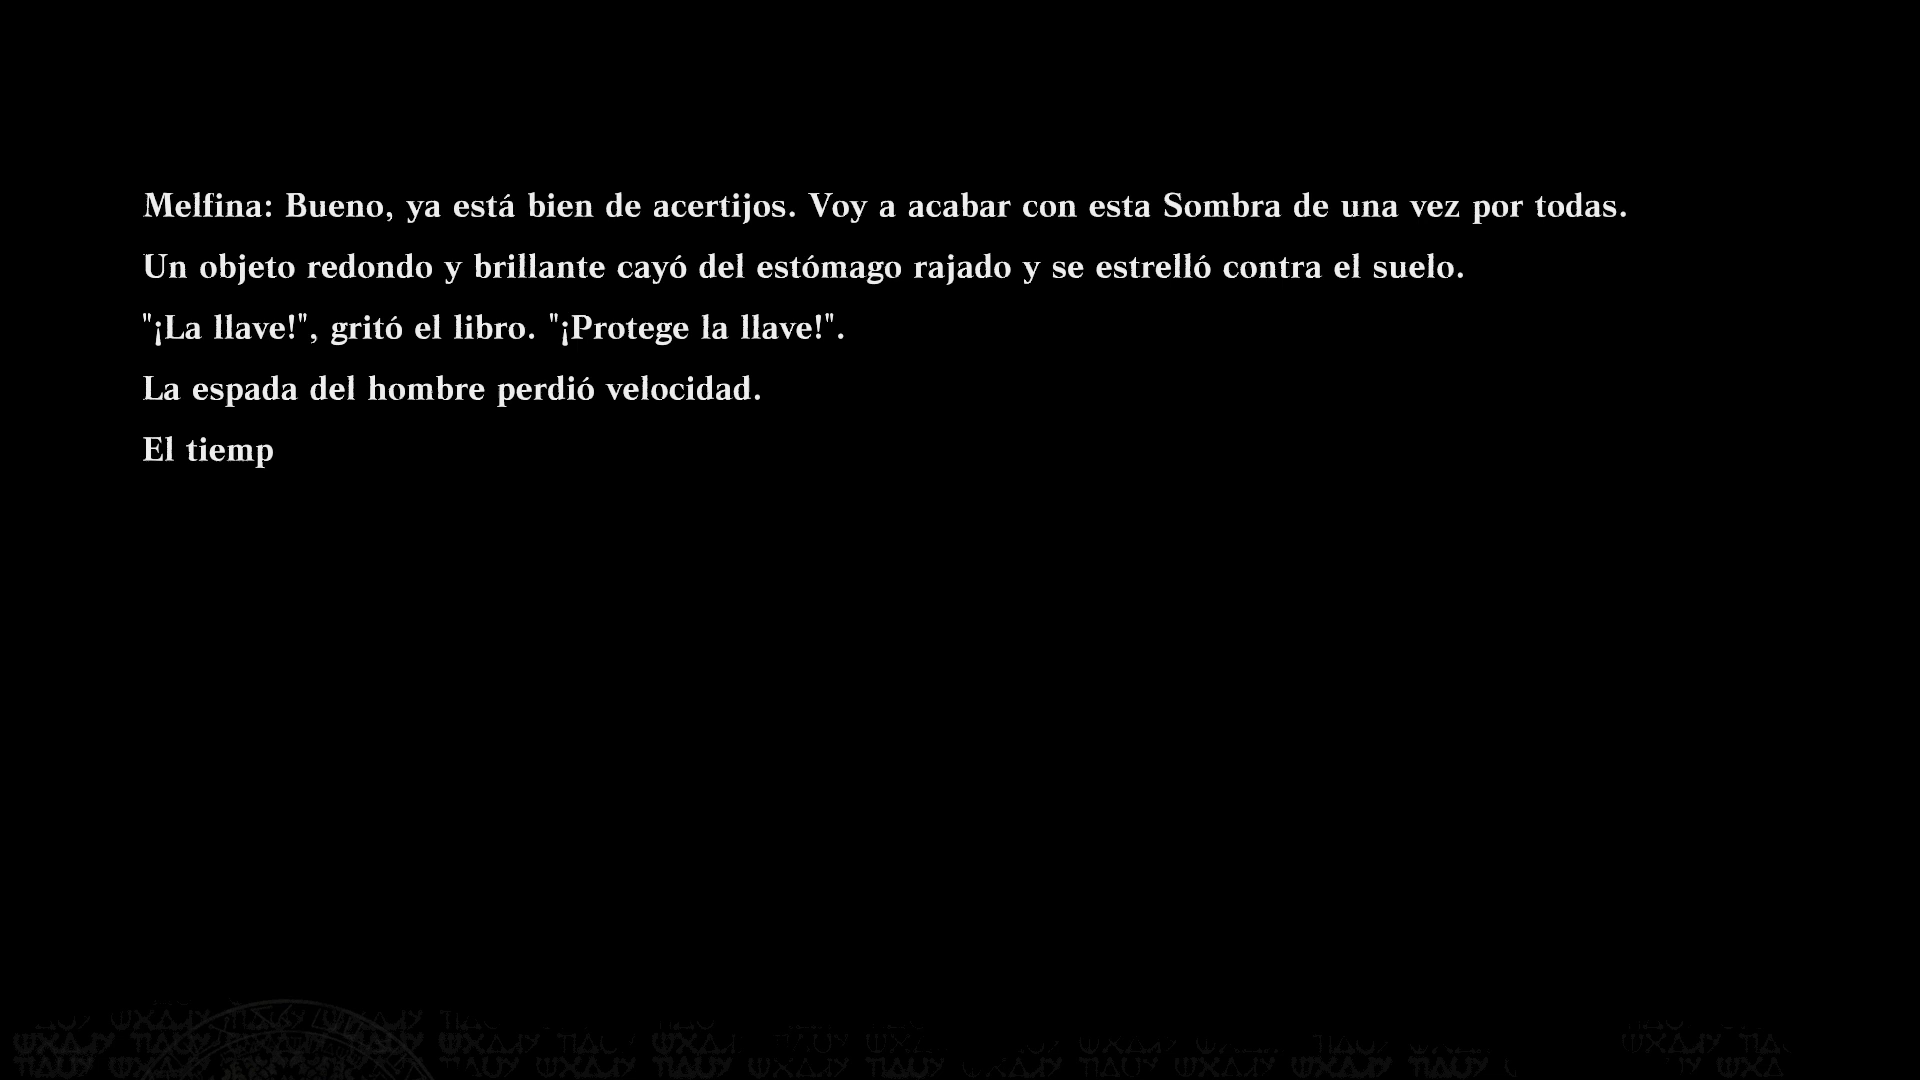 Melfina: Bueno, ya está bien de acertijos. Voy a acabar con esta Sombra de una vez por todas.
Un objeto redondo y brillante cayó del estómago rajado y se estrelló contra el suelo.
"¡La llave!", gritó el libro. "¡Protege la llave!".
La espada del hombre perdió velocidad.
El tiemp